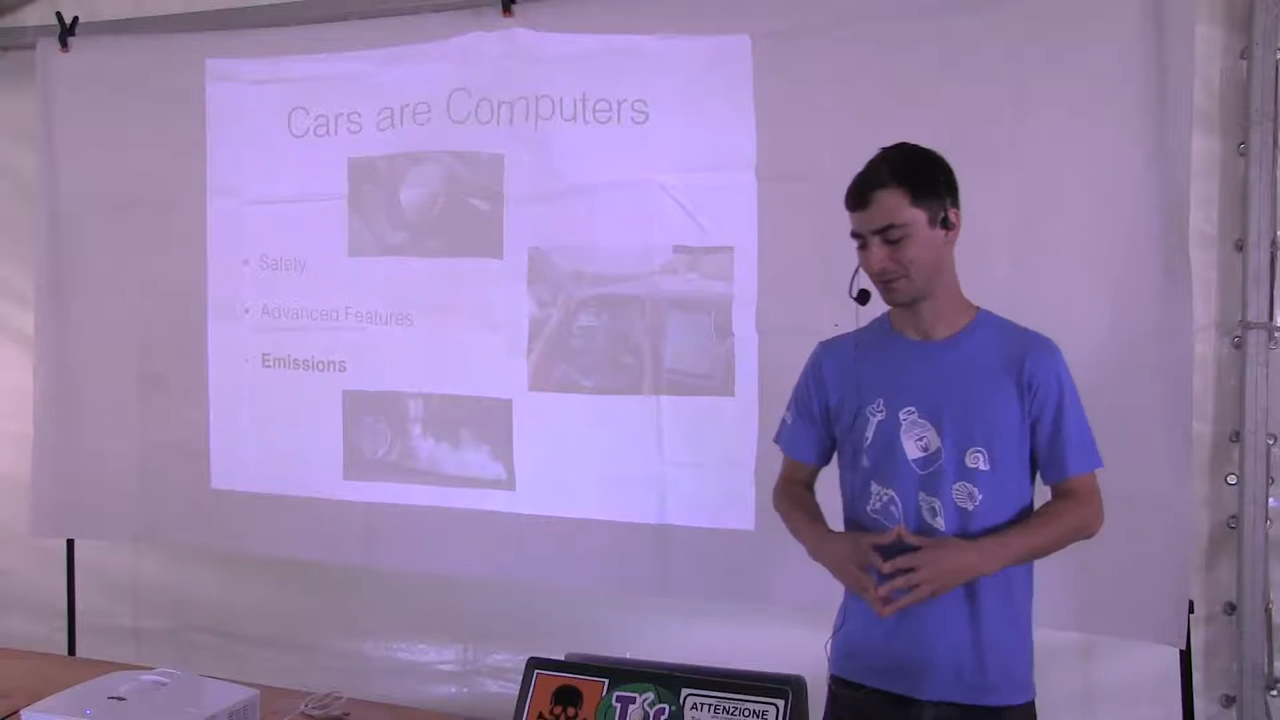 Cars are Computers
• Safety
• Advanced Features
• Emissions
ATTENZIONE